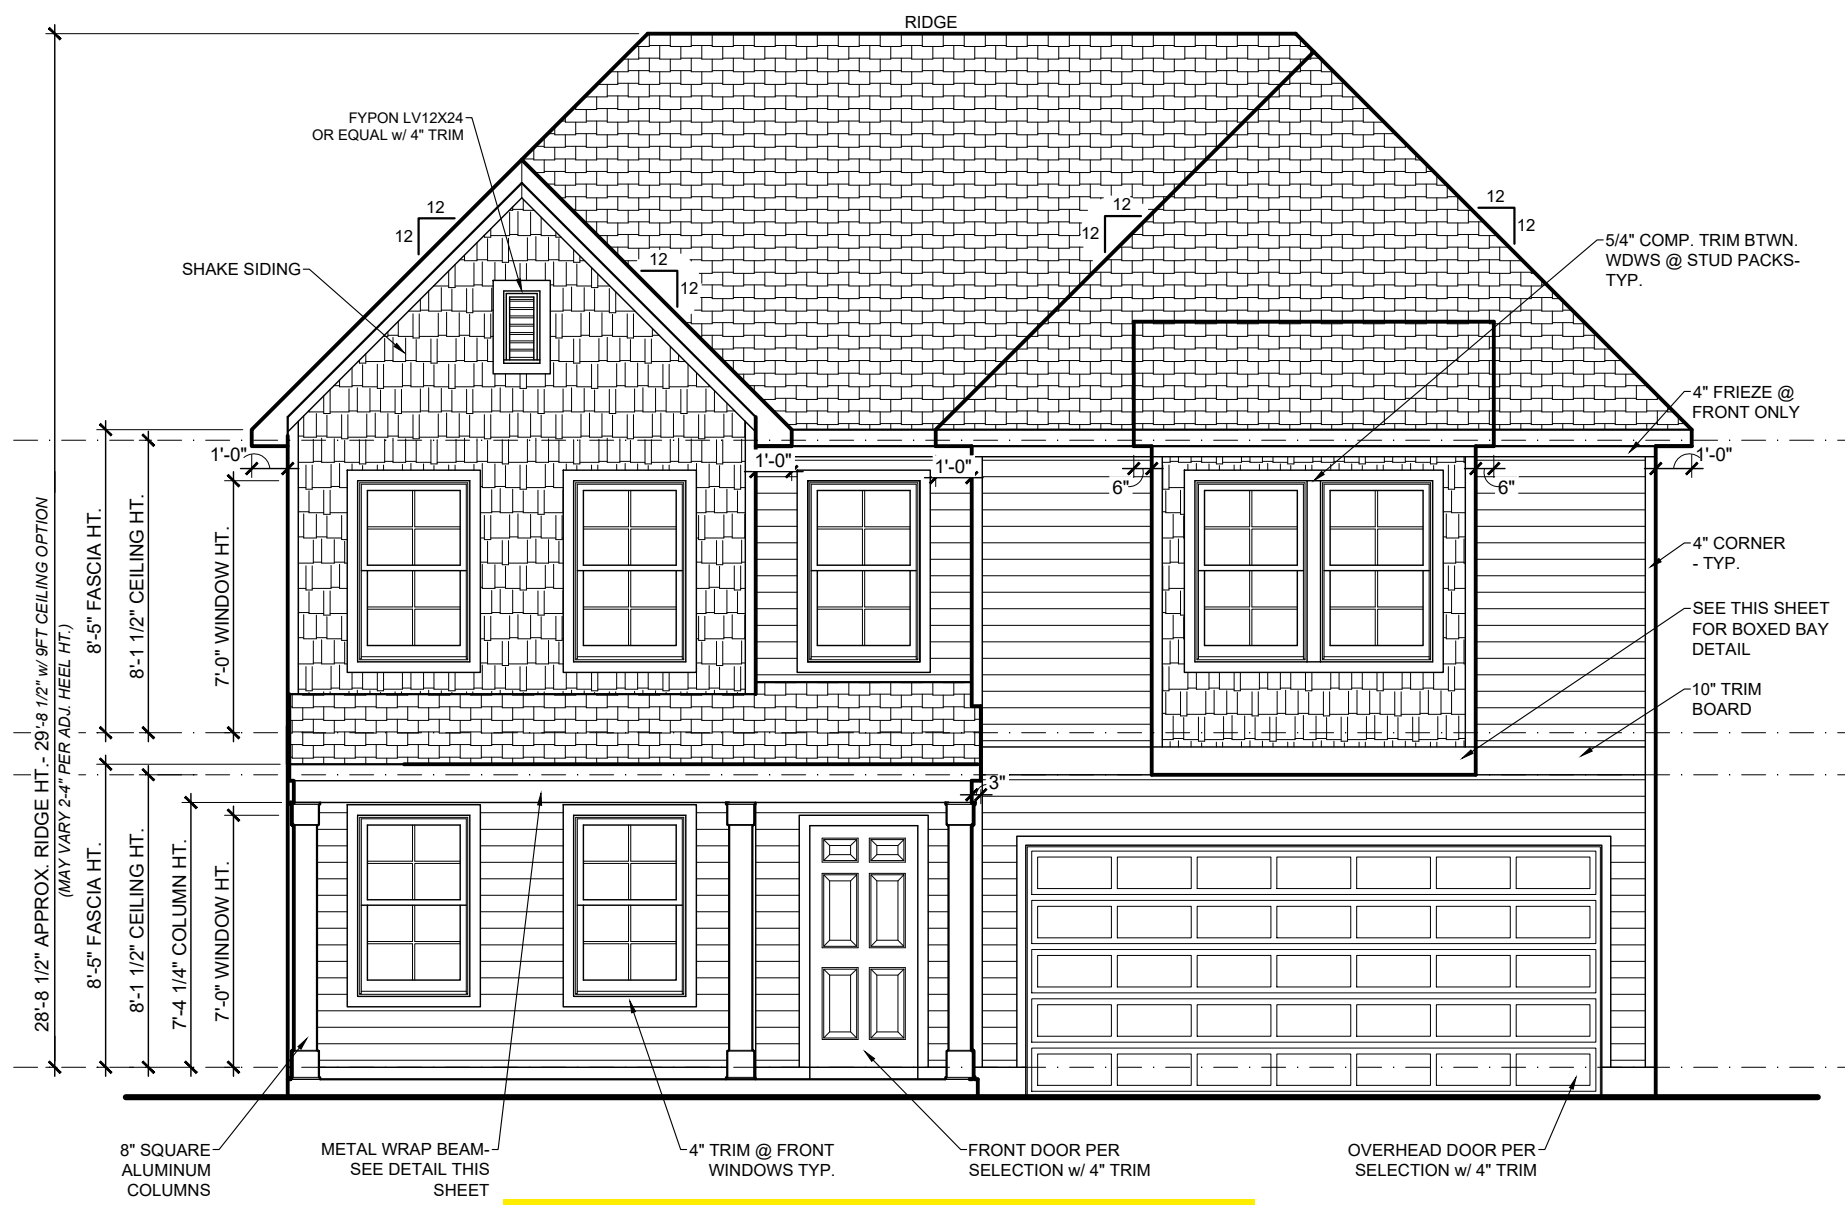 RIDGE
FYPON LV12X24
OR EQUAL w/ 4" TRIM
12
12
12
12
12
12
12
12
SHAKE SIDING
5/4" COMP. TRIM BTWN.
WDWS @ STUD PACKS-
TYP.
4" FRIEZE @
FRONT ONLY
1'-0"
1'-0"
1'-0"
6"
6"
1'-0"
4" CORNER
- TYP.
SEE THIS SHEET
FOR BOXED BAY
DETAIL
10" TRIM
BOARD
28'-8 1/2" APPROX. RIDGE HT.- 29'-8 1/2" w/ 9FT CEILING OPTION
(MAY VARY 2-4" PER ADJ. HEEL HT.)
8'-5" FASCIA HT.
8'-1 1/2" CEILING HT.
7'-0" WINDOW HT.
8'-5" FASCIA HT.
8'-1 1/2" CEILING HT.
7'-4 1/4" COLUMN HT.
7'-0" WINDOW HT.
3"
8" SQUARE
ALUMINUM
COLUMNS
METAL WRAP BEAM-
SEE DETAIL THIS
SHEET
4" TRIM @ FRONT
WINDOWS TYP.
FRONT DOOR PER
SELECTION w/ 4" TRIM
OVERHEAD DOOR PER
SELECTION w/ 4" TRIM